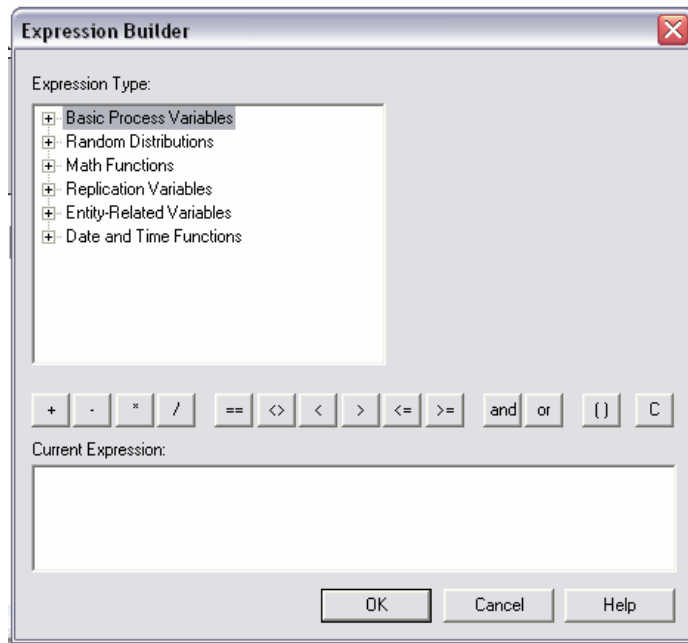 Expression Builder
Expression Type:
Basic Process Variables
Random Distributions
Math Functions
Replication Variables
Entity-Related Variables
Date and Time Functions
+ - * / == <> < > <= >= and or () C
Current Expression:
OK Cancel Help